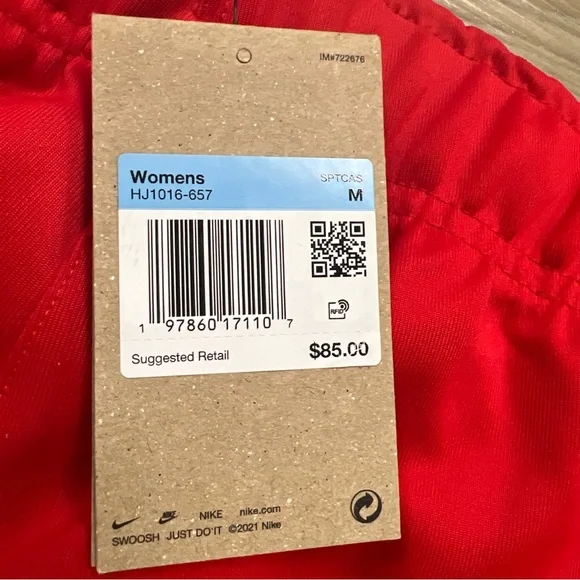 IM#722676
Womens SPTCAS
HJ1016-657 M
RFID
1 97860 17110 7
Suggested Retail $85.00
NIKE NIKE nike.com
SWOOSH JUST DO IT ©2021 Nike